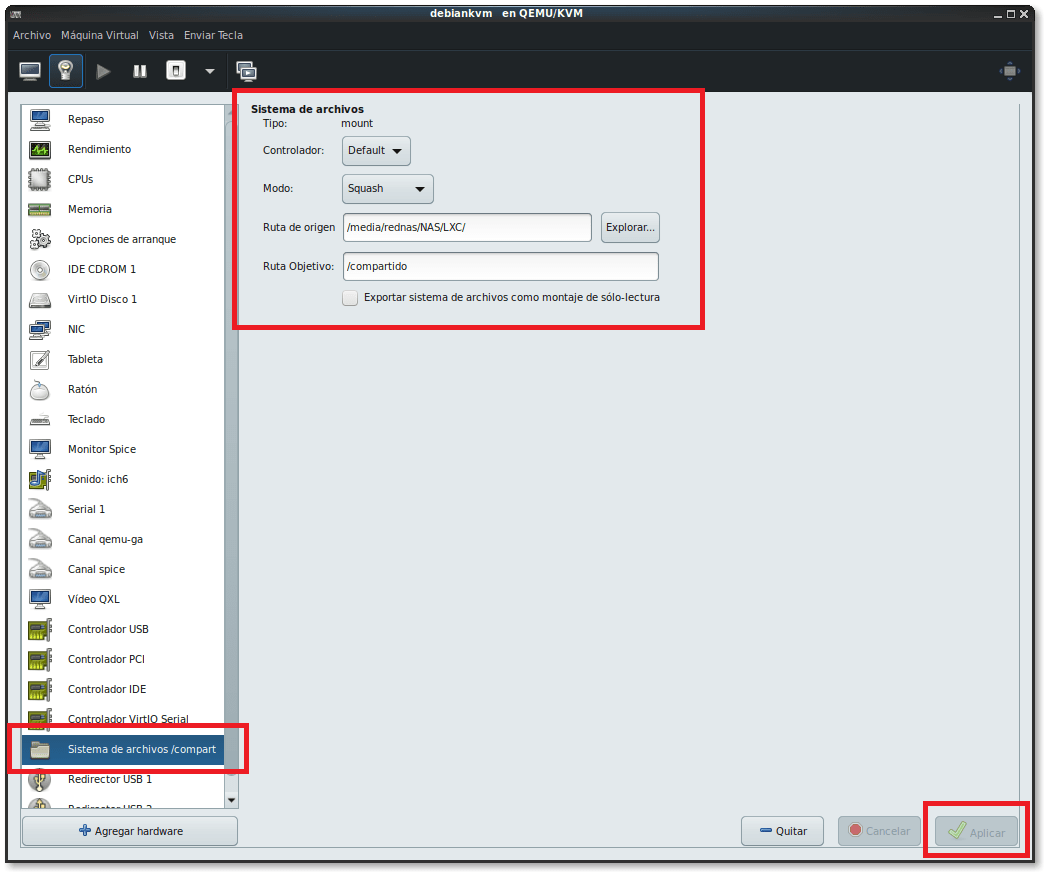 debiankvm en QEMU/KVM
Archivo Máquina Virtual Vista Enviar Tecla
Repaso
Rendimiento
CPUs
Memoria
Opciones de arranque
IDE CDROM 1
VirtIO Disco 1
NIC
Tableta
Ratón
Teclado
Monitor Spice
Sonido: ich6
Serial 1
Canal qemu-ga
Canal spice
Vídeo QXL
Controlador USB
Controlador PCI
Controlador IDE
Controlador VirtIO Serial
Sistema de archivos /compart
Redirector USB 1
Redirector USB 2
Agregar hardware
Sistema de archivos
Tipo: mount
Controlador: Default
Modo: Squash
Ruta de origen /media/rednas/NAS/LXC/ Explorar...
Ruta Objetivo: /compartido
Exportar sistema de archivos como montaje de sólo-lectura
Quitar Cancelar Aplicar